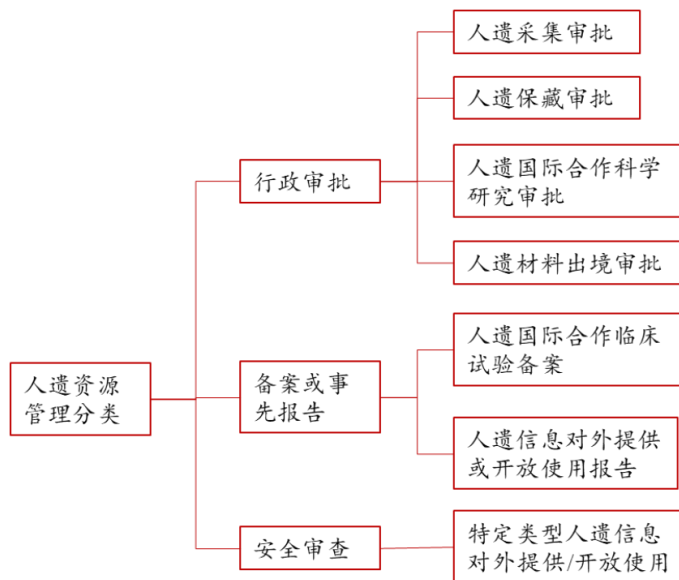 人遗资源
管理分类
行政审批
人遗采集审批
人遗保藏审批
人遗国际合作科学
研究审批
人遗材料出境审批
备案或事
先报告
人遗国际合作临床
试验备案
人遗信息对外提供
或开放使用报告
安全审查
特定类型人遗信息
对外提供/开放使用